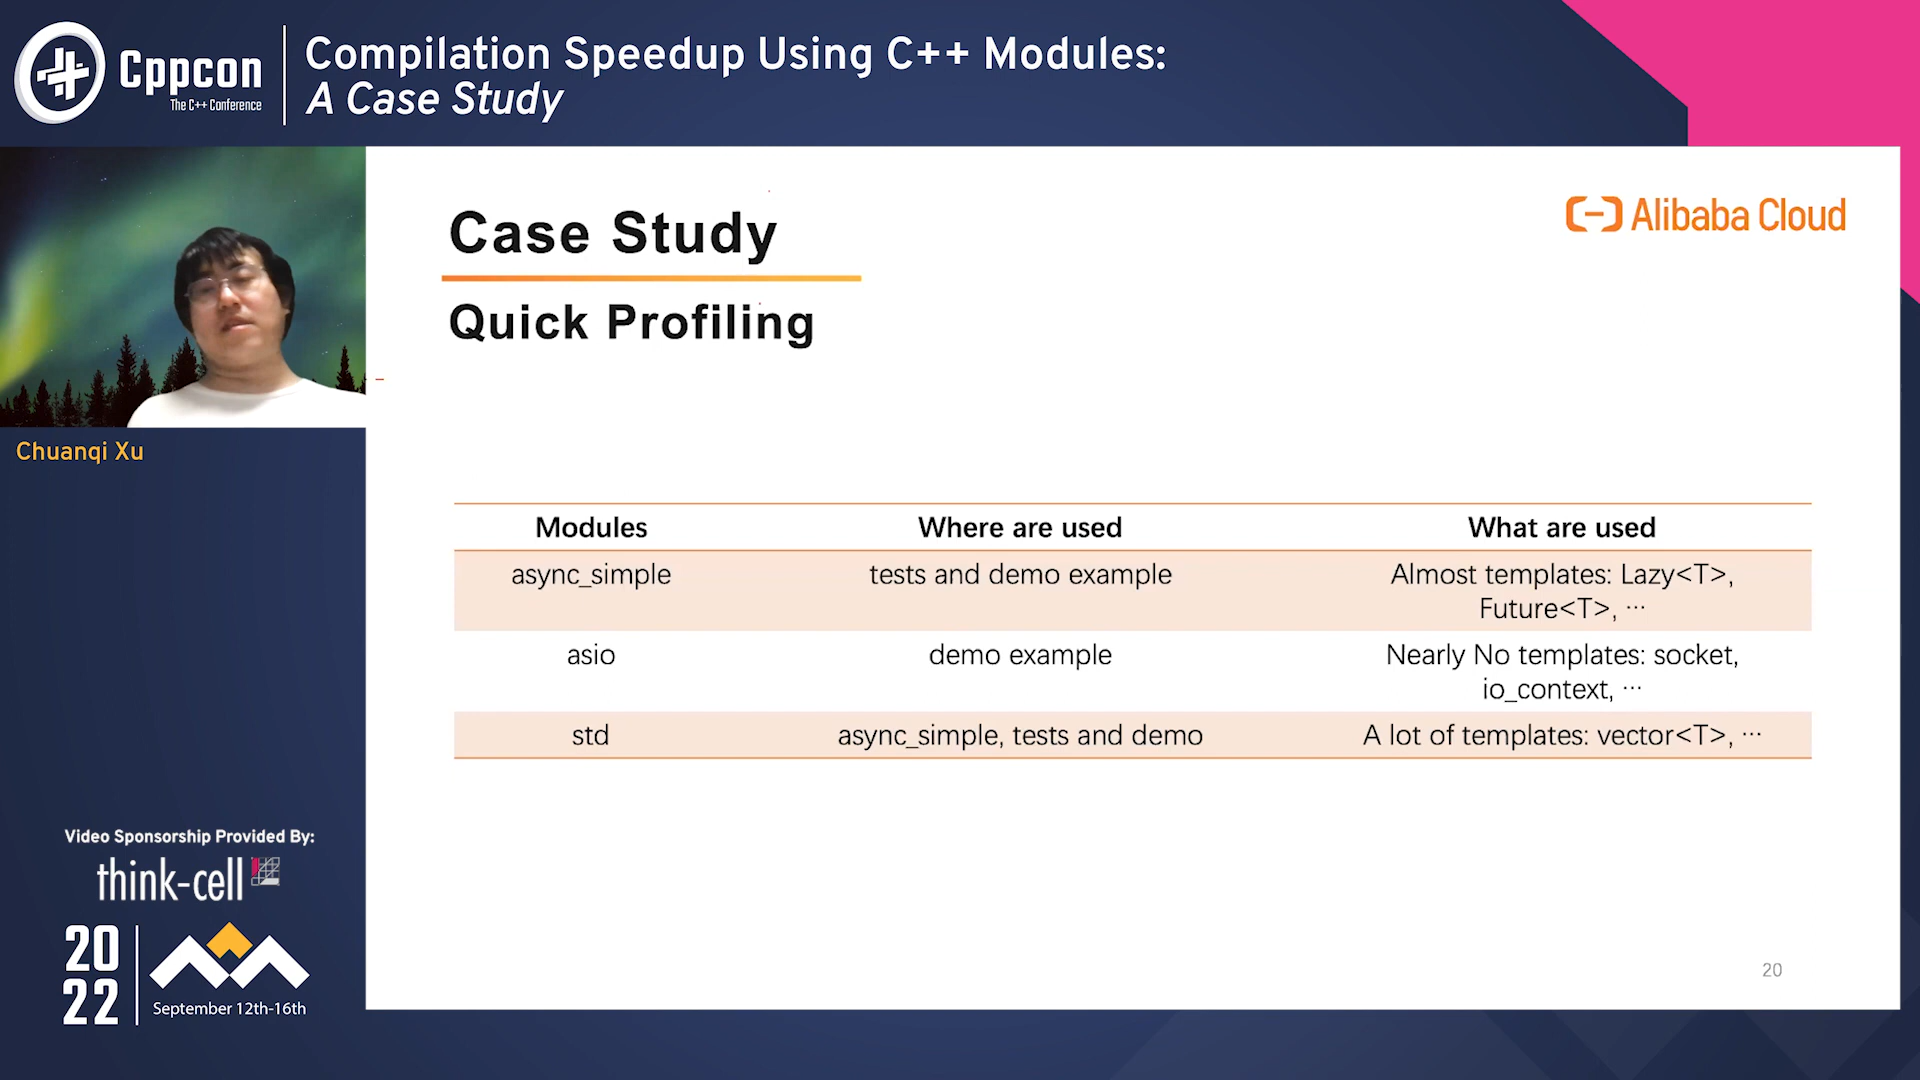 Cppcon
The C++ Conference
Compilation Speedup Using C++ Modules:
A Case Study
Chuanqi Xu
Case Study
Alibaba Cloud
Quick Profiling
Modules Where are used What are used
async_simple tests and demo example Almost templates: Lazy<T>,
Future<T>, ···
asio demo example Nearly No templates: socket,
io_context, ···
std async_simple, tests and demo A lot of templates: vector<T>, ···
20
Video Sponsorship Provided By:
think-cell
20
22
September 12th-16th